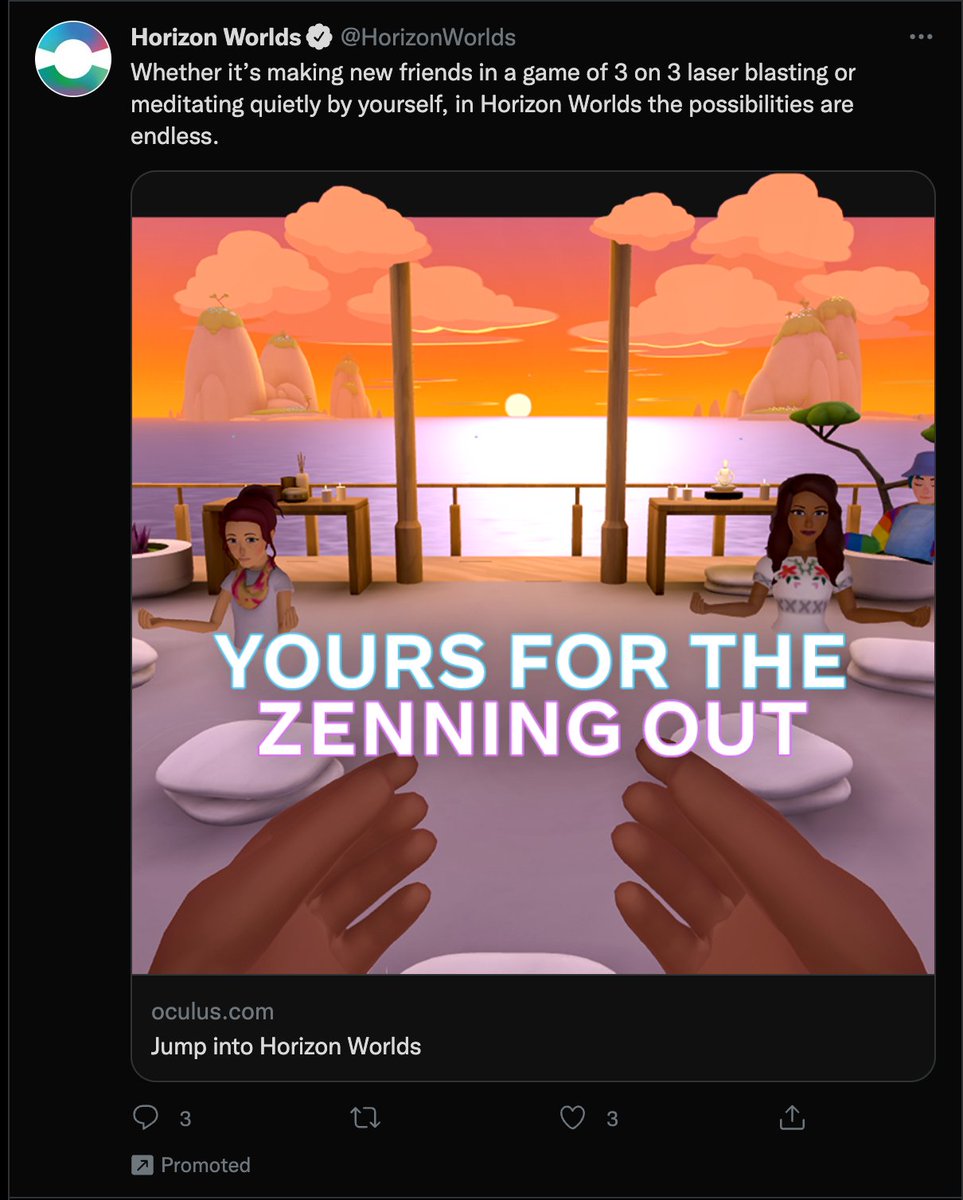 Horizon Worlds @HorizonWorlds
Whether it’s making new friends in a game of 3 on 3 laser blasting or
meditating quietly by yourself, in Horizon Worlds the possibilities are
endless.
YOURS FOR THE
ZENNING OUT
oculus.com
Jump into Horizon Worlds
3 3
Promoted